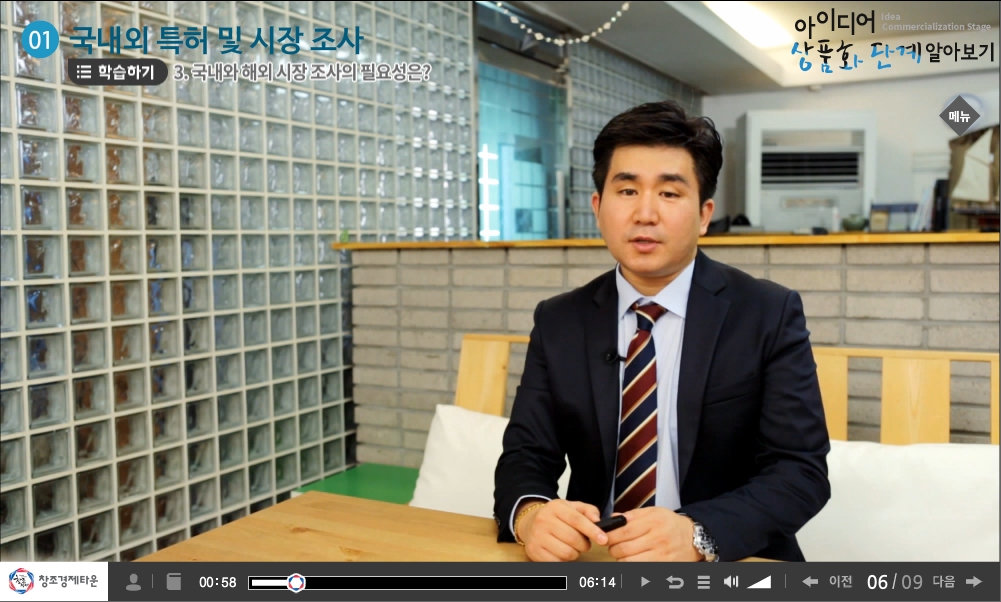 01 국내외 특허 및 시장 조사
학습하기 3. 국내와 해외 시장 조사의 필요성은?
아이디어 Idea
Commercialization Stage
상품화 단계 알아보기
메뉴
창조경제타운 00:58 06:14 이전 06 / 09 다음